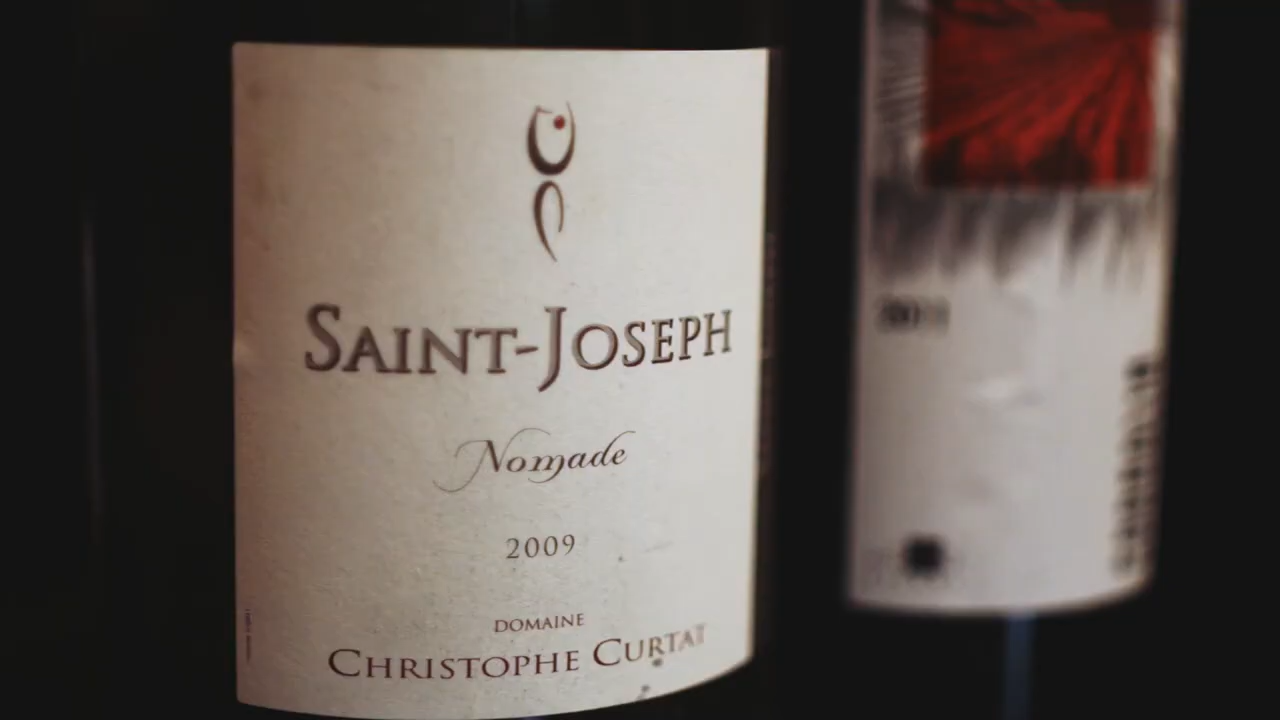 SAINT-JOSEPH
Nomade
2009
DOMAINE
CHRISTOPHE CURTAT